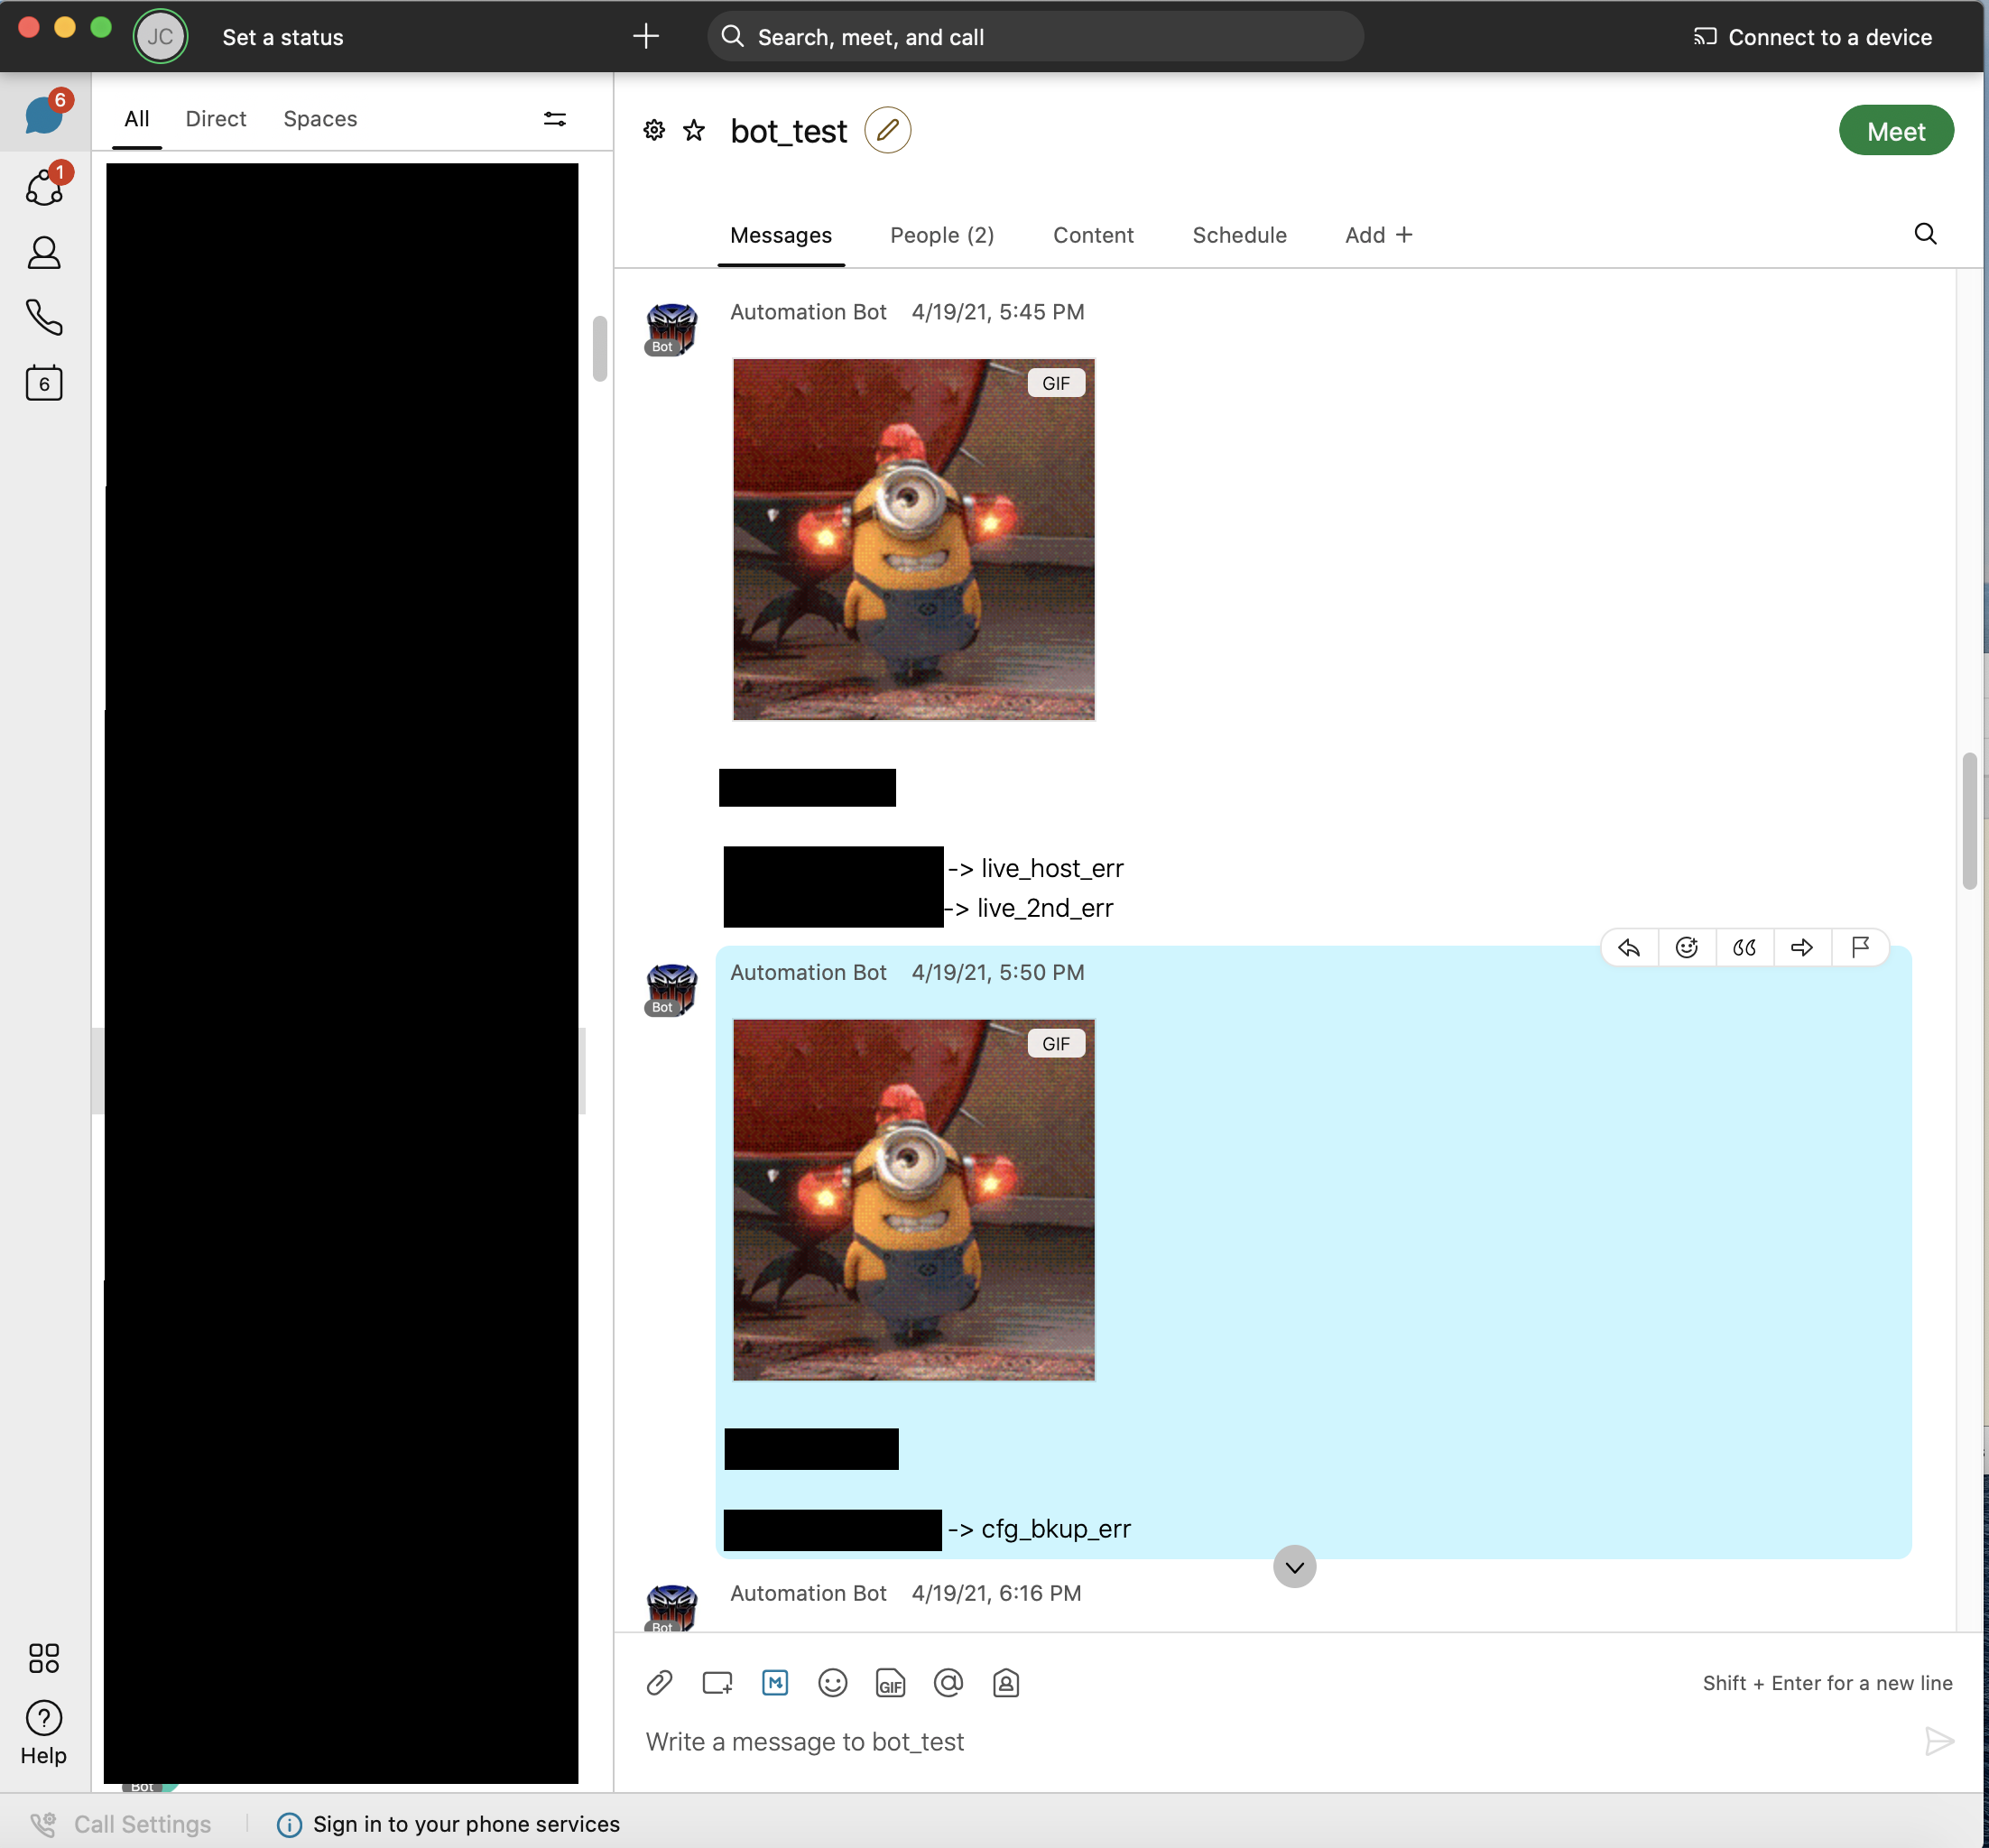 JC
Set a status
Search, meet, and call
Connect to a device
6
1
6
Help
All Direct Spaces
bot_test
Meet
Messages People (2) Content Schedule Add +
Automation Bot 4/19/21, 5:45 PM
Bot
GIF
-> live_host_err
-> live_2nd_err
Automation Bot 4/19/21, 5:50 PM
Bot
GIF
-> cfg_bkup_err
Automation Bot 4/19/21, 6:16 PM
Bot
GIF
Shift + Enter for a new line
Write a message to bot_test
Bot
Call Settings
Sign in to your phone services